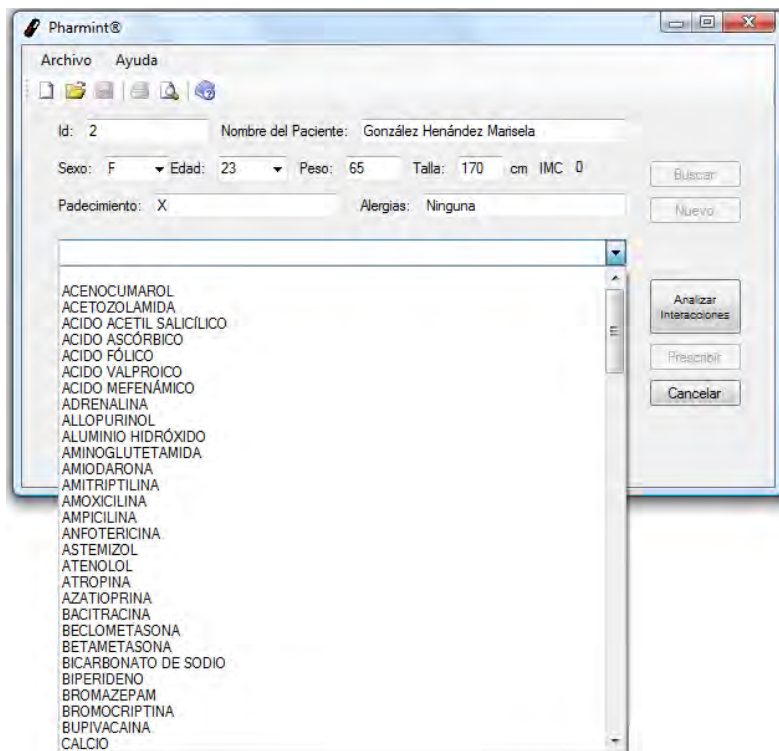 Pharmint®
Archivo Ayuda
Id: 2 Nombre del Paciente: González Henández Marisela
Sexo: F Edad: 23 Peso: 65 Talla: 170 cm IMC 0
Padecimiento: X Alergias: Ninguna
Buscar
Nuevo
Analizar
Interacciones
Prescribir
Cancelar
ACENOCUMAROL
ACETOZOLAMIDA
ACIDO ACETIL SALICÍLICO
ACIDO ASCÓRBICO
ACIDO FÓLICO
ACIDO VALPROICO
ACIDO MEFENÁMICO
ADRENALINA
ALLOPURINOL
ALUMINIO HIDRÓXIDO
AMINOGLUTETAMIDA
AMIODARONA
AMITRIPTILINA
AMOXICILINA
AMPICILINA
ANFOTERICINA
ASTEMIZOL
ATENOLOL
ATROPINA
AZATIOPRINA
BACITRACINA
BECLOMETASONA
BETAMETASONA
BICARBONATO DE SODIO
BIPERIDENO
BROMAZEPAM
BROMOCRIPTINA
BUPIVACAINA
CALCIO